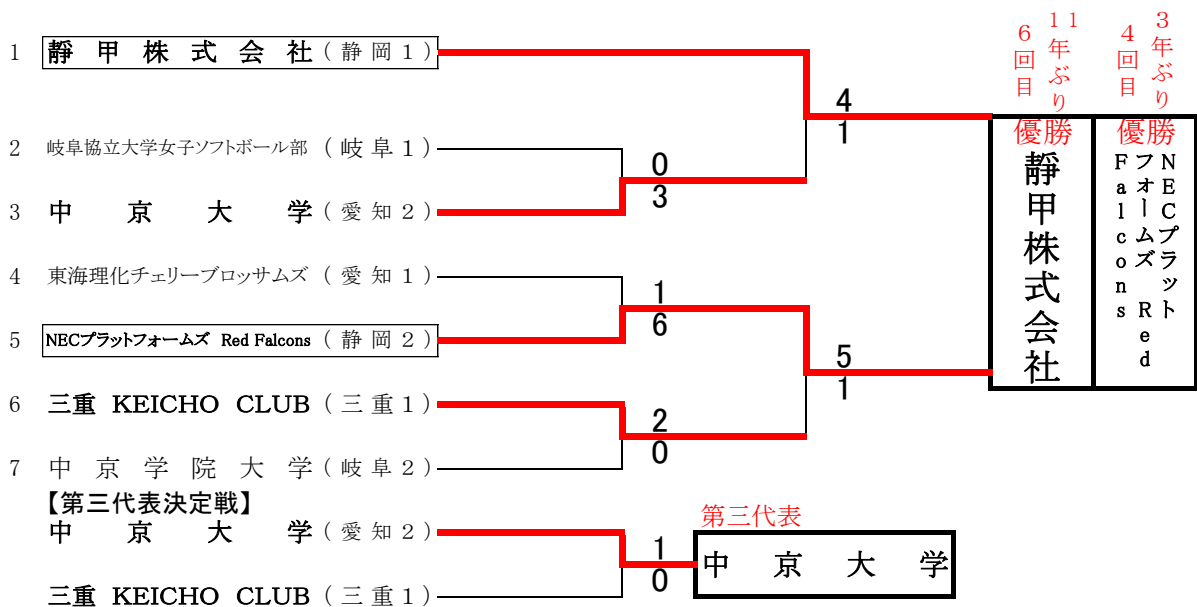 1 靜甲株式会社(静岡1)
2 岐阜協立大学女子ソフトボール部(岐阜1)
3 中京大学(愛知2)
4 東海理化チェリーブロッサムズ(愛知1)
5 NECプラットフォームズ Red Falcons(静岡2)
6 三重 KEICHO CLUB(三重1)
7 中京学院大学(岐阜2)
0
3
1
6
2
0
4
1
5
1
11年ぶり
6回目
優勝
靜甲株式会社
3年ぶり
4回目
優勝
NECプラット
フォームズ Red
Falcons
【第三代表決定戦】
中京大学(愛知2)
三重 KEICHO CLUB(三重1)
1
0
第三代表
中京大学